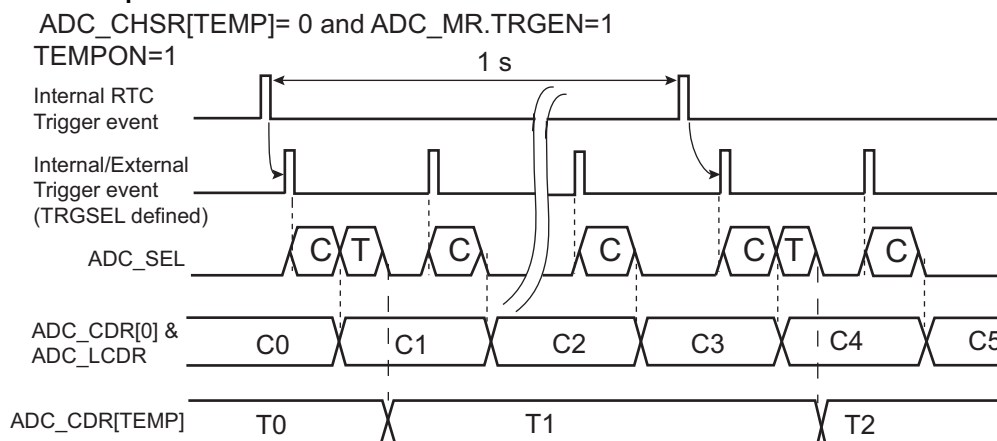 ADC_CHSR[TEMP]= 0 and ADC_MR.TRGEN=1
TEMPON=1
1 s
Internal RTC
Trigger event
Internal/External
Trigger event
(TRGSEL defined)
ADC_SEL
C T C C C T C
ADC_CDR[0] &
ADC_LCDR
C0 C1 C2 C3 C4 C5
ADC_CDR[TEMP]
T0 T1 T2